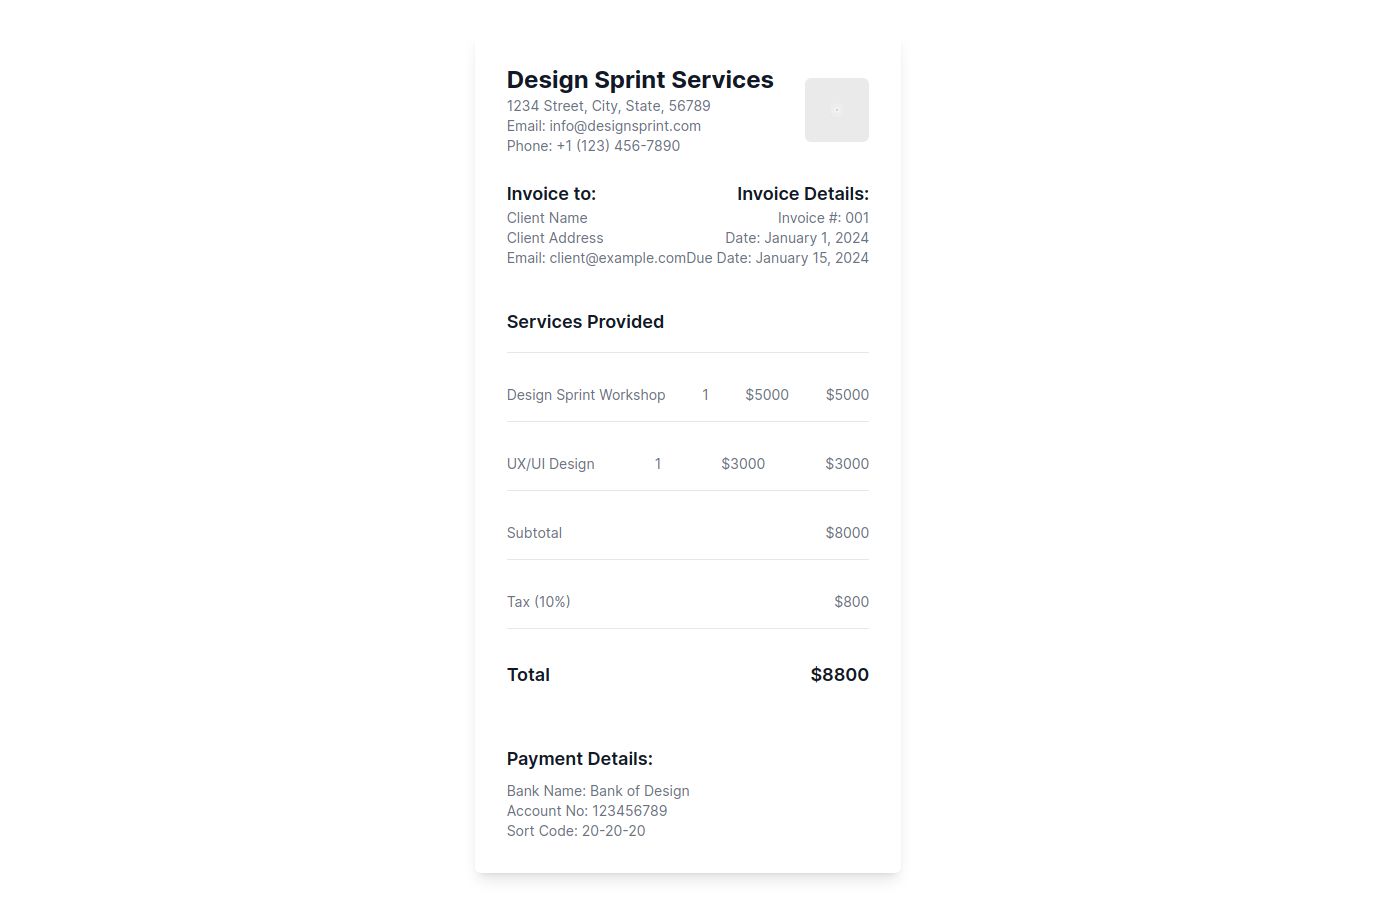 Design Sprint Services
1234 Street, City, State, 56789
Email: info@designsprint.com
Phone: +1 (123) 456-7890
Invoice to:
Client Name
Client Address
Email: client@example.com
Invoice Details:
Invoice #: 001
Date: January 1, 2024
Due Date: January 15, 2024
Services Provided
Design Sprint Workshop 1 $5000 $5000
UX/UI Design 1 $3000 $3000
Subtotal $8000
Tax (10%) $800
Total $8800
Payment Details:
Bank Name: Bank of Design
Account No: 123456789
Sort Code: 20-20-20